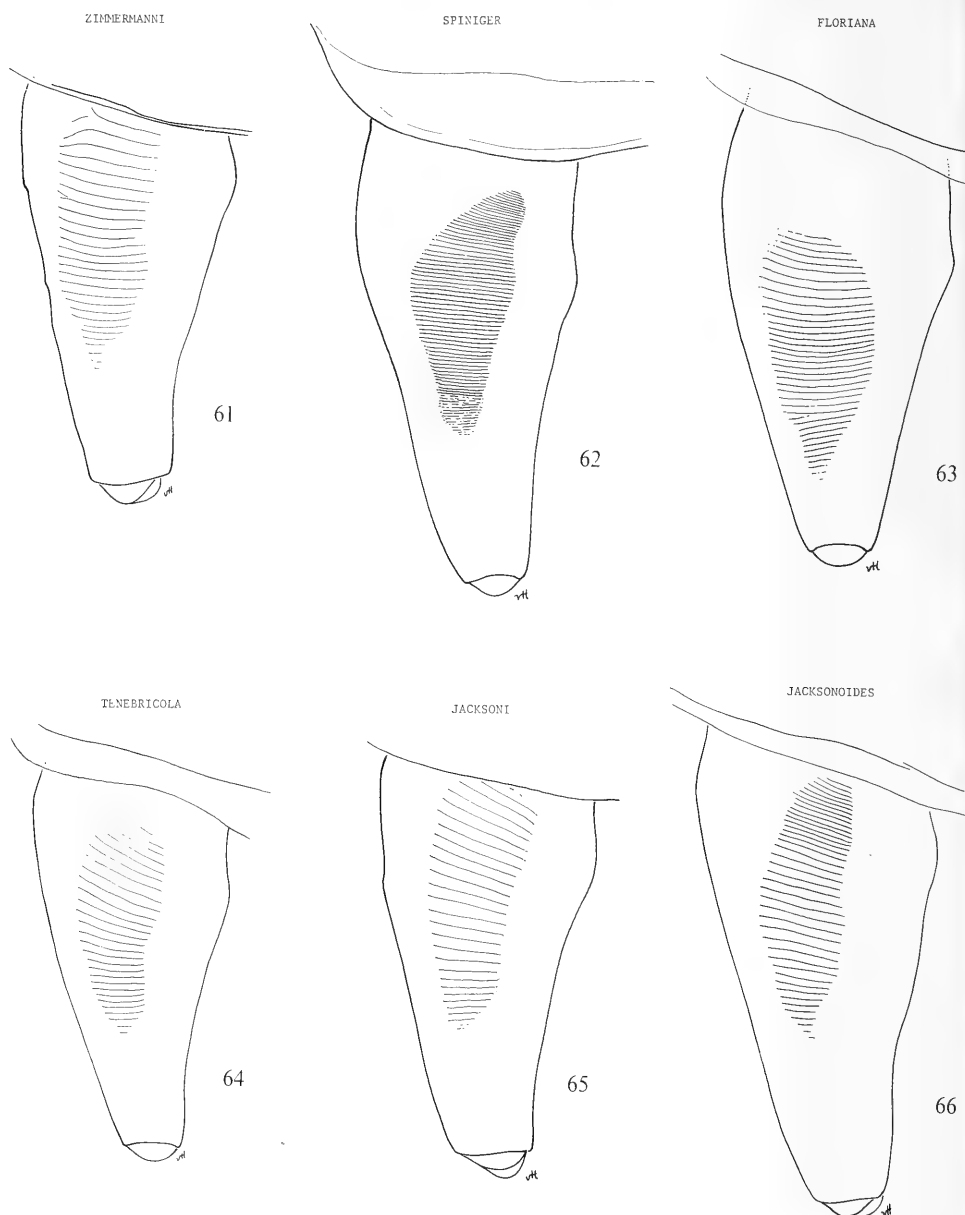 ZIMMERMANNI
SPINIGER
FLORIANA
61
62
63
TENEBRICOLA
JACKSONI
JACKSONOIDES
64
65
66